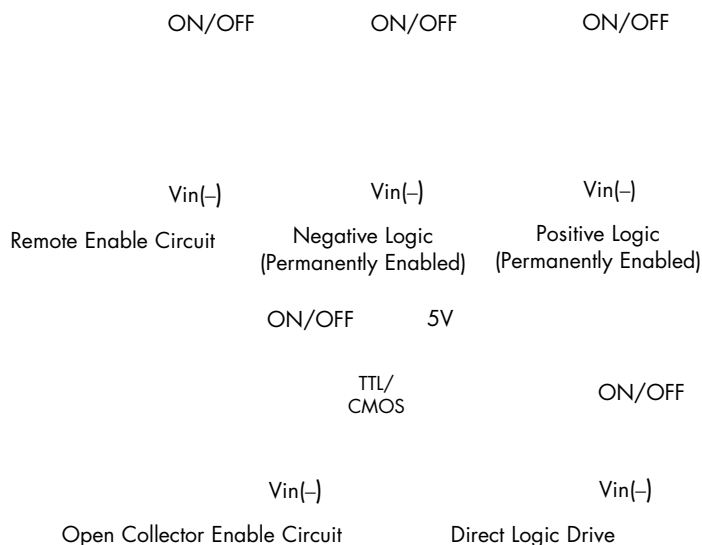 ON/OFF ON/OFF ON/OFF
Vin(–) Vin(–) Vin(–)
Remote Enable Circuit
Negative Logic
(Permanently Enabled)
Positive Logic
(Permanently Enabled)
ON/OFF 5V
TTL/
CMOS
ON/OFF
Vin(–) Vin(–)
Open Collector Enable Circuit
Direct Logic Drive